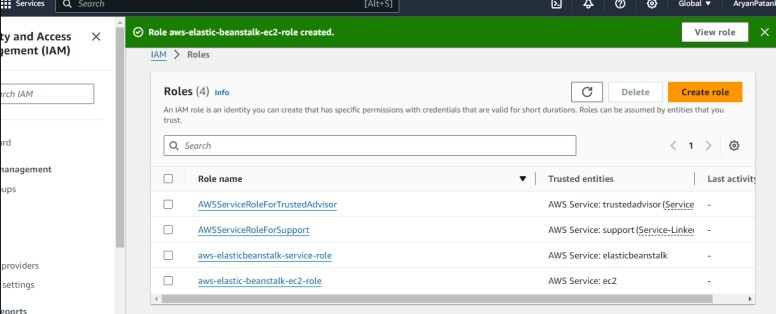 Services Search [Alt+S] Global AryanPatank
Role aws-elastic-beanstalk-ec2-role created. View role
ty and Access
gement (IAM)
IAM > Roles
Roles (4) Info Delete Create role
arch IAM
An IAM role is an identity you can create that has specific permissions with credentials that are valid for short durations. Roles can be assumed by entities that you
trust.
ard
Search 1
management
Role name Trusted entities Last activity
ups
AWSServiceRoleForTrustedAdvisor AWS Service: trustedadvisor (Service -
AWSServiceRoleForSupport AWS Service: support (Service-Linke -
aws-elasticbeanstalk-service-role AWS Service: elasticbeanstalk -
providers
aws-elastic-beanstalk-ec2-role AWS Service: ec2 -
settings
eports